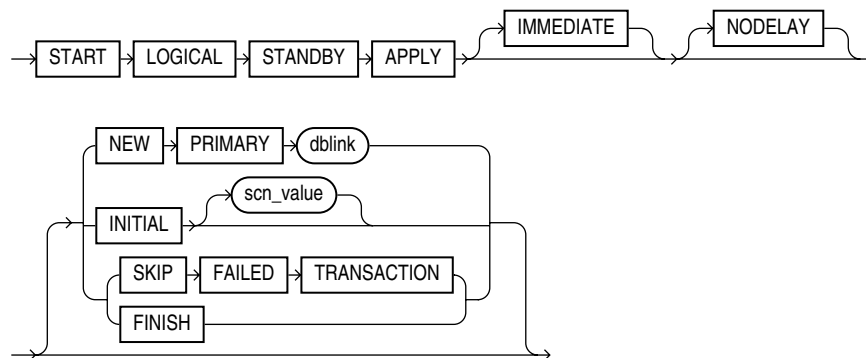 START LOGICAL STANDBY APPLY IMMEDIATE NODELAY
NEW PRIMARY dblink
INITIAL scn_value
SKIP FAILED TRANSACTION
FINISH